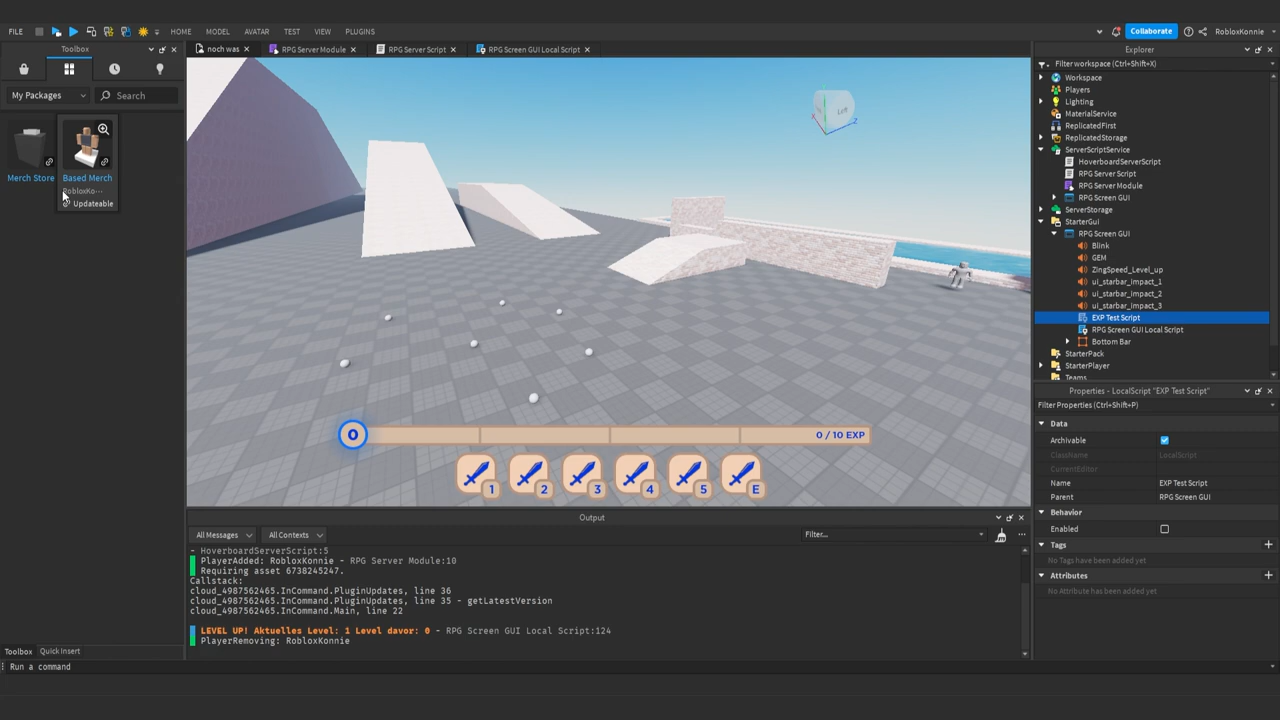 FILE HOME MODEL AVATAR TEST VIEW PLUGINS Collaborate RobloxKonnie
Toolbox
noch was RPG Server Module RPG Server Script RPG Screen GUI Local Script
My Packages Search
Merch Store
Based Merch
RobloxKo...
Updateable
Left
X
Z
0 0 / 10 EXP
1 2 3 4 5 E
Output
All Messages All Contexts Filter...
- HoverboardServerScript:5
PlayerAdded: RobloxKonnie - RPG Server Module:10
Requiring asset 6738245247.
Callstack:
cloud_4987562465.InCommand.PluginUpdates, line 36
cloud_4987562465.InCommand.PluginUpdates, line 35 - getLatestVersion
cloud_4987562465.InCommand.Main, line 22
LEVEL UP! Aktuelles Level: 1 Level davor: 0 - RPG Screen GUI Local Script:124
PlayerRemoving: RobloxKonnie
Toolbox Quick Insert
Run a command
Explorer
Filter workspace (Ctrl+Shift+X)
Workspace
Players
Lighting
MaterialService
ReplicatedFirst
ReplicatedStorage
ServerScriptService
HoverboardServerScript
RPG Server Script
RPG Server Module
RPG Screen GUI
ServerStorage
StarterGui
RPG Screen GUI
Blink
GEM
ZingSpeed_Level_up
ui_starbar_impact_1
ui_starbar_impact_2
ui_starbar_impact_3
EXP Test Script
RPG Screen GUI Local Script
Bottom Bar
StarterPack
StarterPlayer
Teams
Properties - LocalScript "EXP Test Script"
Filter Properties (Ctrl+Shift+P)
Data
Archivable
ClassName LocalScript
CurrentEditor
Name EXP Test Script
Parent RPG Screen GUI
Behavior
Enabled
Tags
No Tags have been added yet
Attributes
No Attribute has been added yet